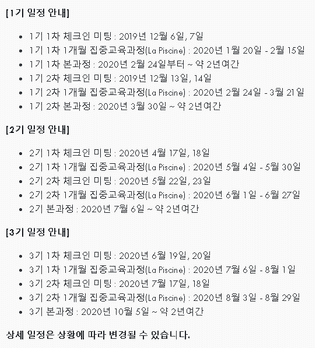 [1기 일정 안내]
• 1기 1차 체크인 미팅 : 2019년 12월 6일, 7일
• 1기 1차 1개월 집중교육과정(La Piscine) : 2020년 1월 20일 - 2월 15일
• 1기 1차 본과정 : 2020년 2월 24일부터 ~ 약 2년여간
• 1기 2차 체크인 미팅 : 2019년 12월 13일, 14일
• 1기 2차 1개월 집중교육과정(La Piscine) : 2020년 2월 24일 - 3월 21일
• 1기 2차 본과정 : 2020년 3월 30일 ~ 약 2년여간
[2기 일정 안내]
• 2기 1차 체크인 미팅 : 2020년 4월 17일, 18일
• 2기 1차 1개월 집중교육과정(La Piscine) : 2020년 5월 4일 - 5월 30일
• 2기 2차 체크인 미팅 : 2020년 5월 22일, 23일
• 2기 2차 1개월 집중교육과정(La Piscine) : 2020년 6월 1일 - 6월 27일
• 2기 본과정 : 2020년 7월 6일 ~ 약 2년여간
[3기 일정 안내]
• 3기 1차 체크인 미팅 : 2020년 6월 19일, 20일
• 3기 1차 1개월 집중교육과정(La Piscine) : 2020년 7월 6일 - 8월 1일
• 3기 2차 체크인 미팅 : 2020년 7월 17일, 18일
• 3기 2차 1개월 집중교육과정(La Piscine) : 2020년 8월 3일 - 8월 29일
• 3기 본과정 : 2020년 10월 5일 ~ 약 2년여간
상세 일정은 상황에 따라 변경될 수 있습니다.